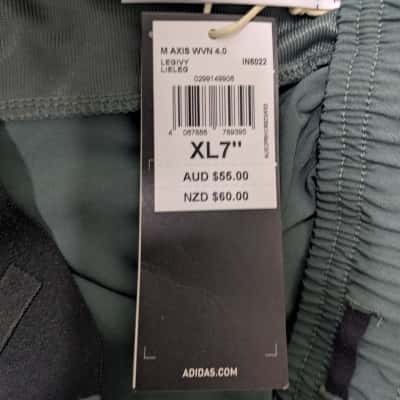 M AXIS WVN 4.0
LEGIVY IN5022
LIELEG
0299149906
4 067886 789395
XL7"
AUD $55.00
NZD $60.00
ADIDAS.COM